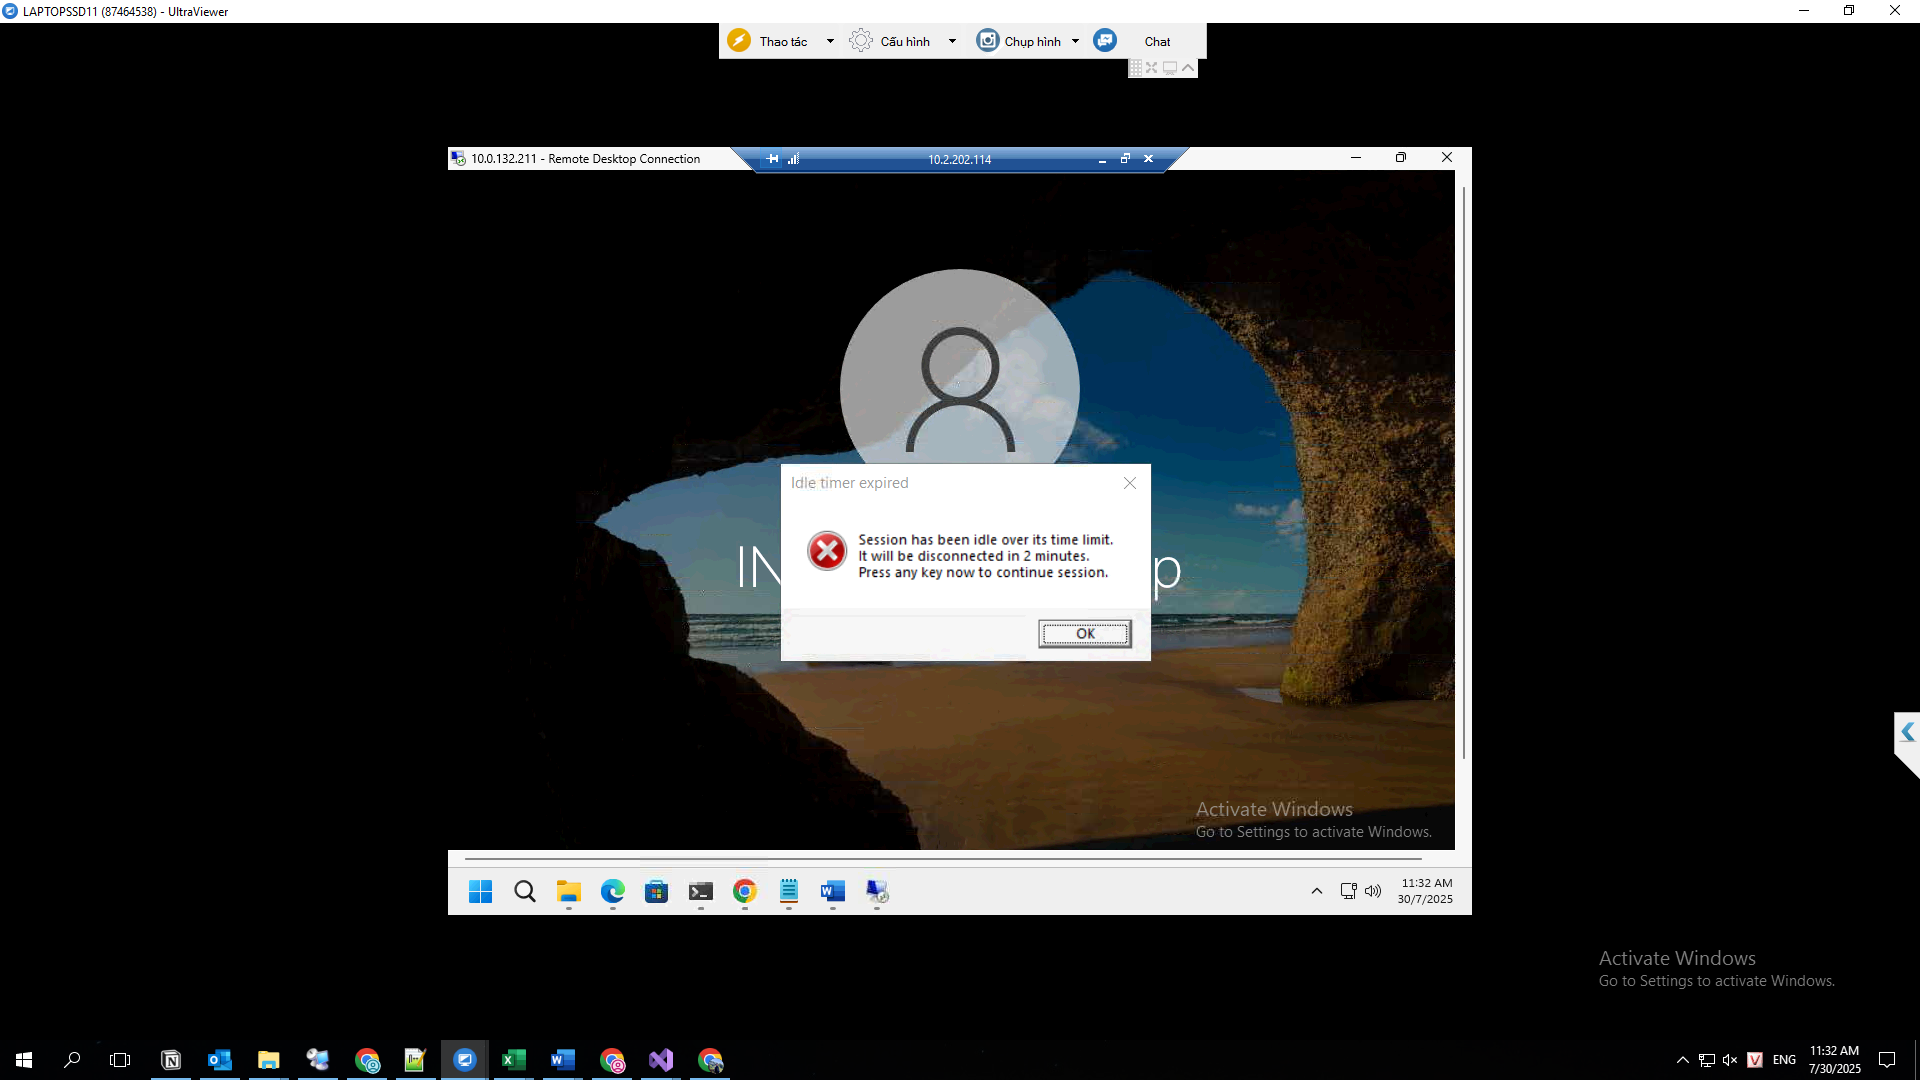 LAPTOPSSD11 (87464538) - UltraViewer
Thao tác
Cấu hình
Chụp hình
Chat
10.0.132.211 - Remote Desktop Connection
10.2.202.114
Idle timer expired
Session has been idle over its time limit.
It will be disconnected in 2 minutes.
Press any key now to continue session.
IN
p
OK
Activate Windows
Go to Settings to activate Windows.
11:32 AM
30/7/2025
Activate Windows
Go to Settings to activate Windows.
ENG
11:32 AM
7/30/2025